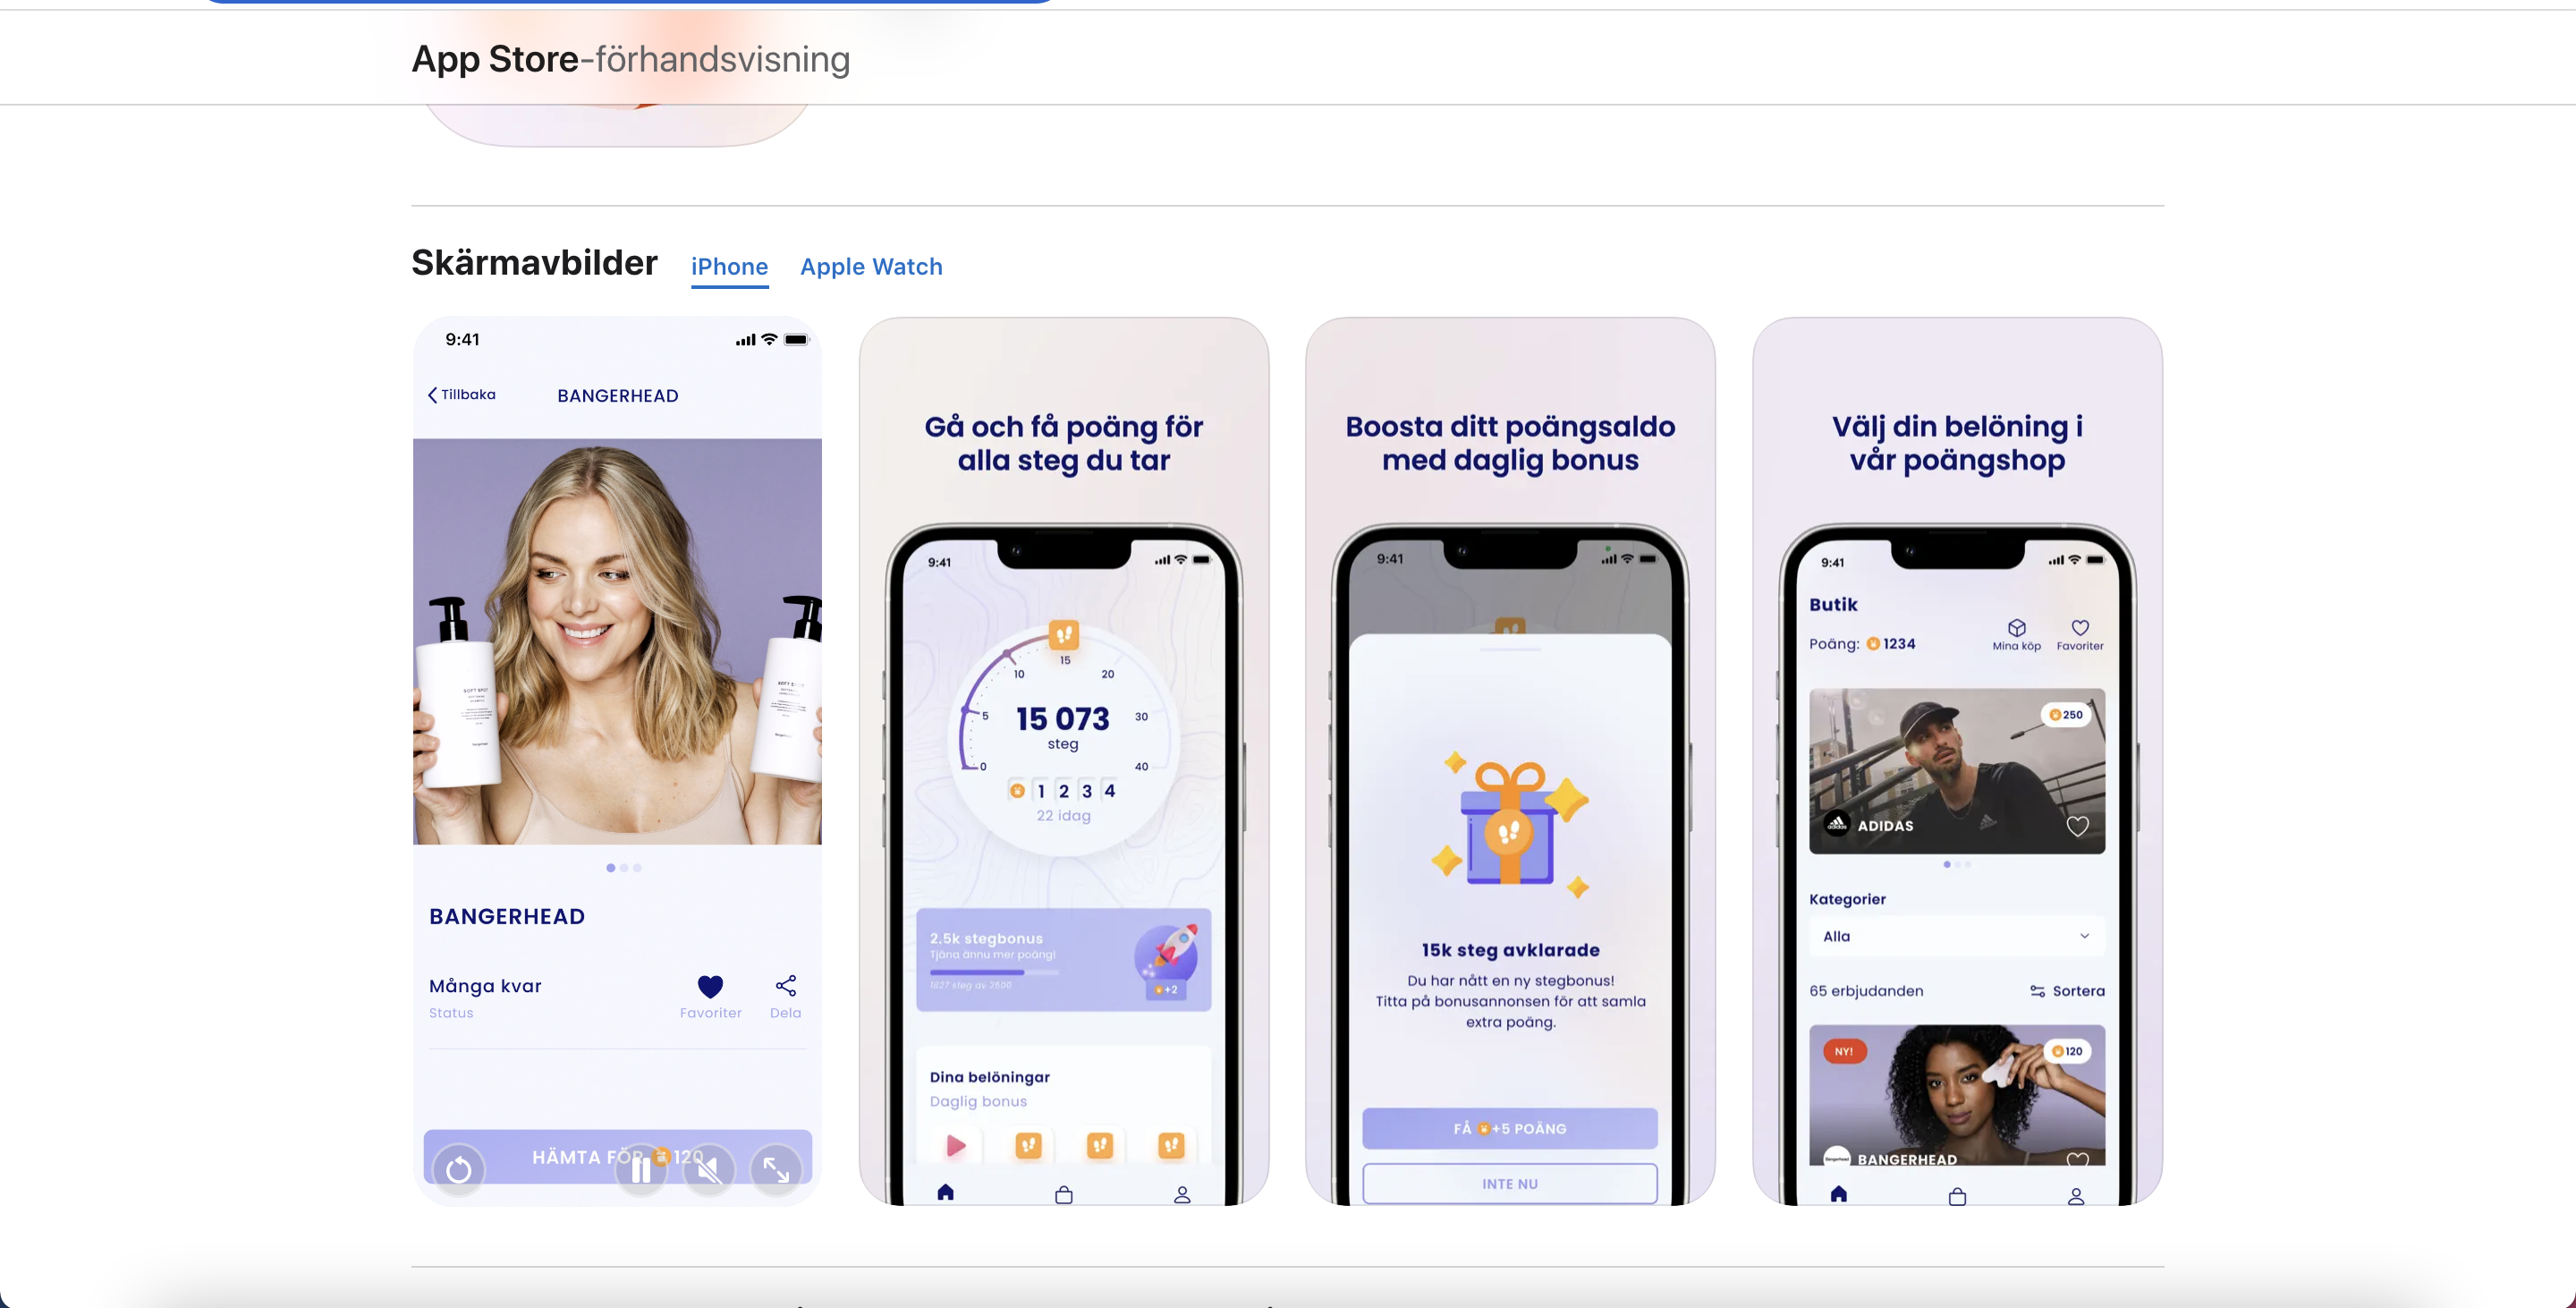 App Store-förhandsvisning
Skärmavbilder
iPhone
Apple Watch
9:41
Tillbaka
BANGERHEAD
BANGERHEAD
Många kvar
Status
Favoriter
Dela
HÄMTA FÖR 120
Gå och få poäng för
alla steg du tar
9:41
0
5
10
15
20
30
40
15 073
steg
1 2 3 4
22 idag
2.5k stegbonus
Tjäna ännu mer poäng!
1827 steg av 2500
+2
Dina belöningar
Daglig bonus
Boosta ditt poängsaldo
med daglig bonus
9:41
15k steg avklarade
Du har nått en ny stegbonus!
Titta på bonusannonsen för att samla
extra poäng.
FÅ +5 POÄNG
INTE NU
Välj din belöning i
vår poängshop
9:41
Butik
Poäng: 1234
Mina köp
Favoriter
250
adidas
ADIDAS
Kategorier
Alla
65 erbjudanden
Sortera
NY!
120
BANGERHEAD